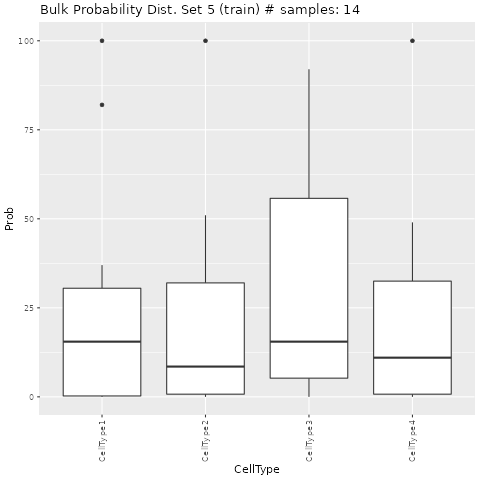 Bulk Probability Dist. Set 5 (train) # samples: 14
100
75
50
25
0
Prob
CellType1
CellType2
CellType3
CellType4
CellType